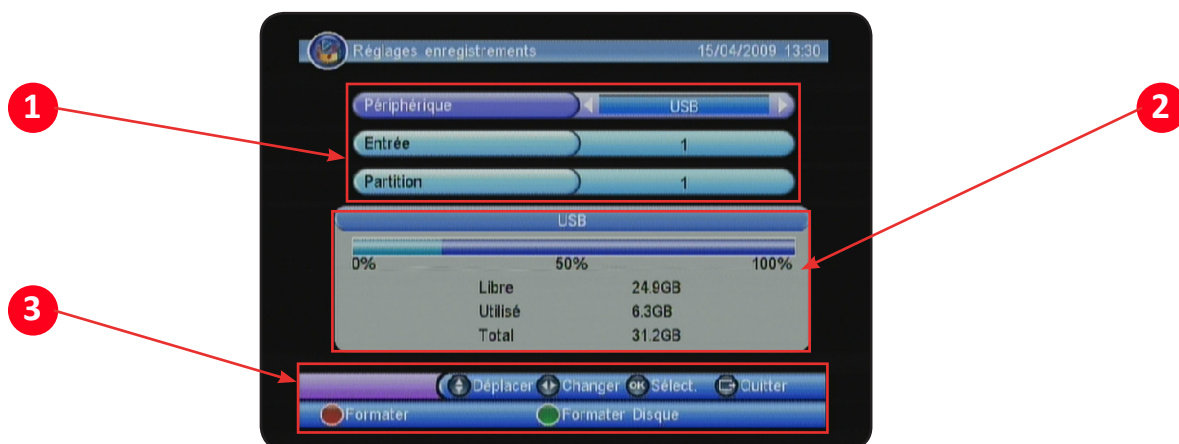 Réglages enregistrements 15/04/2009 13:30
1
Périphérique USB
2
Entrée 1
Partition 1
USB
0% 50% 100%
Libre 24.9GB
Utilisé 6.3GB
3
Total 31.2GB
Déplacer Changer OK Sélect. Quitter
Formater Formater Disque